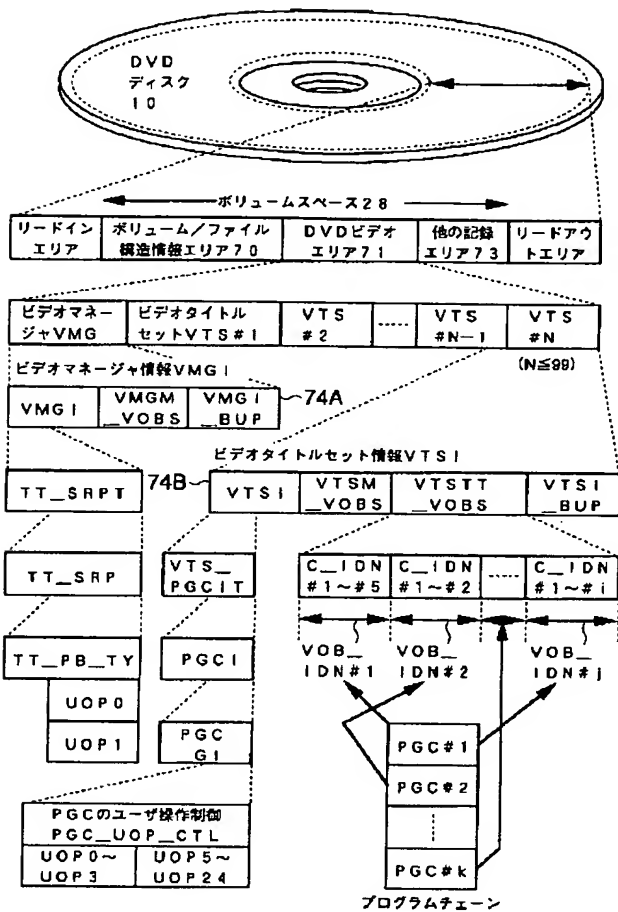 DVD
ディスク
10
ボリュームスペース28
リードイン
エリア
ボリューム/ファイル
構造情報エリア70
DVDビデオ
エリア71
他の記録
エリア73
リードアウ
トエリア
ビデオマネー
ジャVMG
ビデオタイトル
セットVTS#1
VTS
#2
VTS
#N-1
VTS
#N
(N≦99)
ビデオマネージャ情報VMGI
VMGI
VMGM
_VOBS
VMGI
_BUP
74A
ビデオタイトルセット情報VTSI
74B
VTSI
VTSM
_VOBS
VTSTT
_VOBS
VTSI
_BUP
TT_SRPT
TT_SRP
VTS_
PGCIT
C_IDN
#1~#5
C_IDN
#1~#2
C_IDN
#1~#i
VOB_
IDN#1
VOB_
IDN#2
VOB_
IDN#j
TT_PB_TY
UOP0
UOP1
PGCI
PGC
GI
PGC#1
PGC#2
PGC#k
プログラムチェーン
PGCのユーザ操作制御
PGC_UOP_CTL
UOP0~
UOP3
UOP5~
UOP24